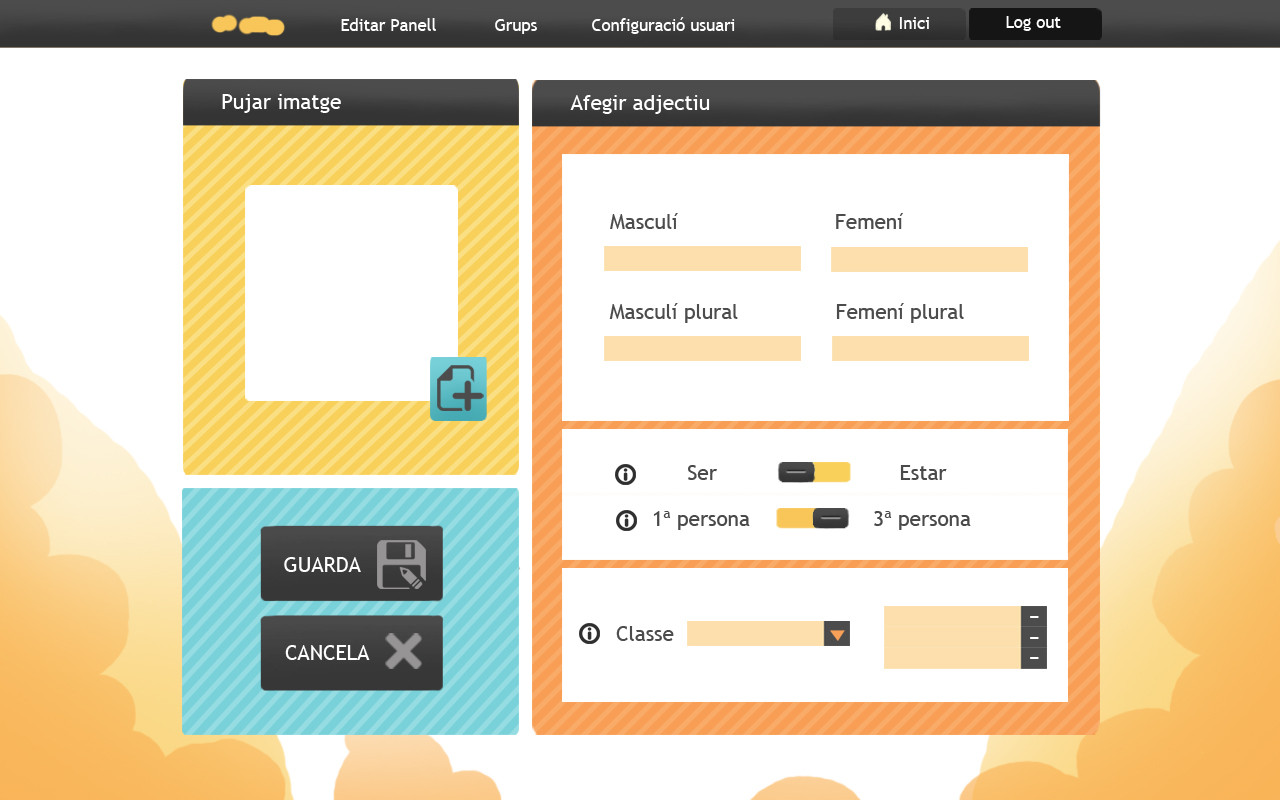 Editar Panell Grups Configuració usuari Inici Log out
Pujar imatge
Afegir adjectiu
Masculí Femení
Masculí plural Femení plural
Ser Estar
1ª persona 3ª persona
Classe
GUARDA
CANCELA